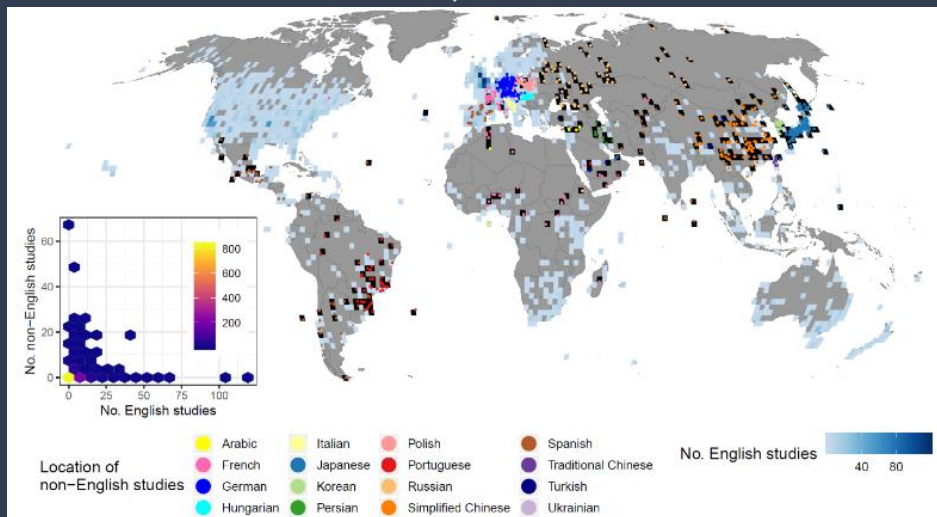 No. non−English studies
60
40
20
0
800
600
400
200
0 25 50 75 100
No. English studies
Location of
non−English studies
Arabic
French
German
Hungarian
Italian
Japanese
Korean
Persian
Polish
Portuguese
Russian
Simplified Chinese
Spanish
Traditional Chinese
Turkish
Ukrainian
No. English studies
40 80